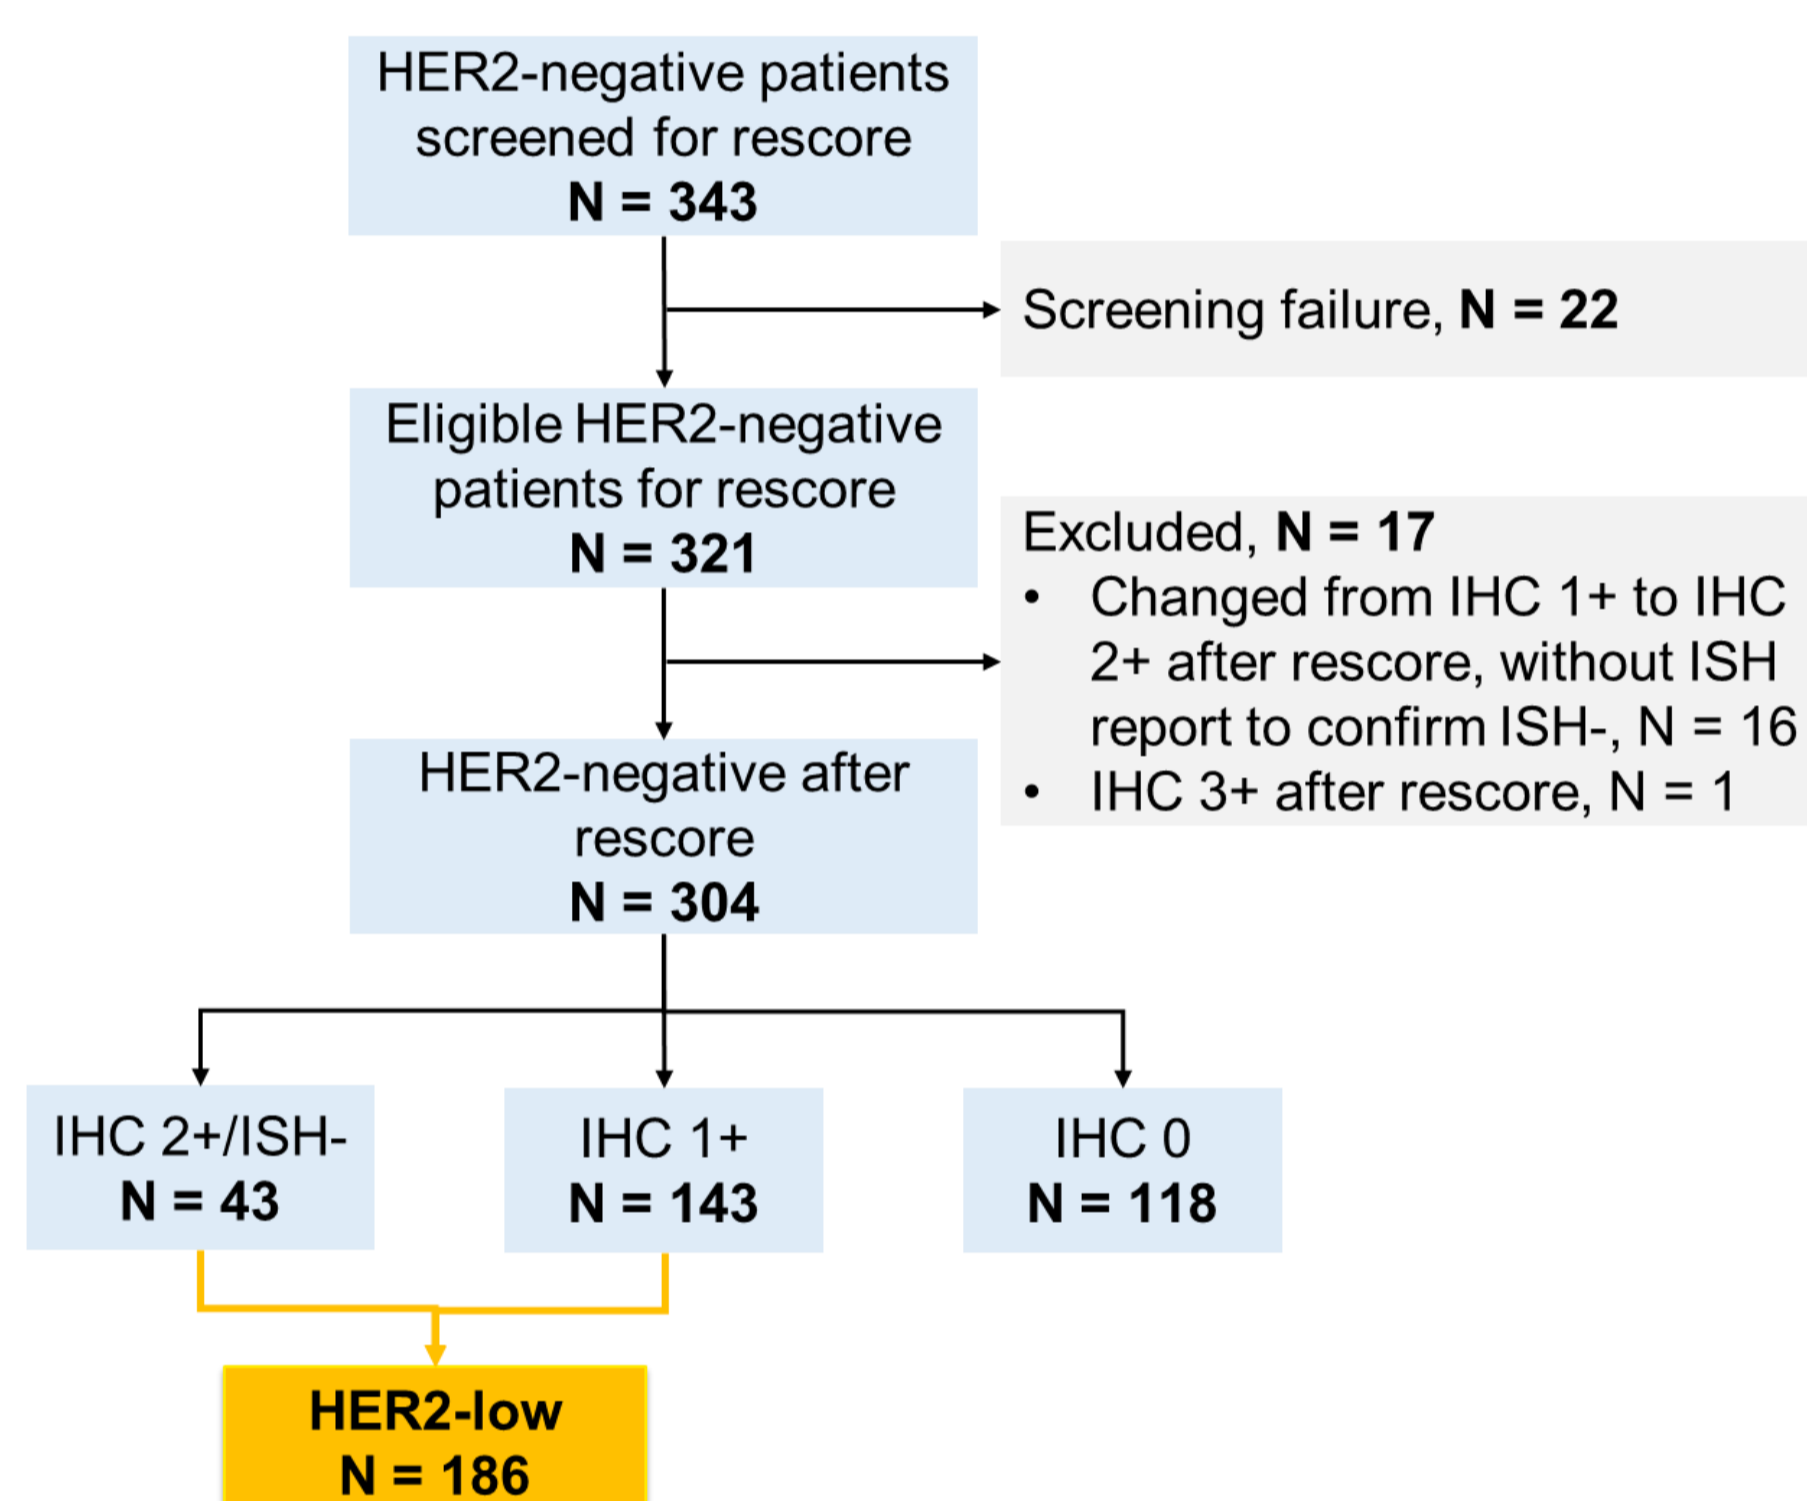 HER2-negative patients
screened for rescore
N = 343
Screening failure, N = 22
Eligible HER2-negative
patients for rescore
N = 321
Excluded, N = 17
• Changed from IHC 1+ to IHC
2+ after rescore, without ISH
report to confirm ISH-, N = 16
• IHC 3+ after rescore, N = 1
HER2-negative after
rescore
N = 304
IHC 2+/ISH-
N = 43
IHC 1+
N = 143
IHC 0
N = 118
HER2-low
N = 186